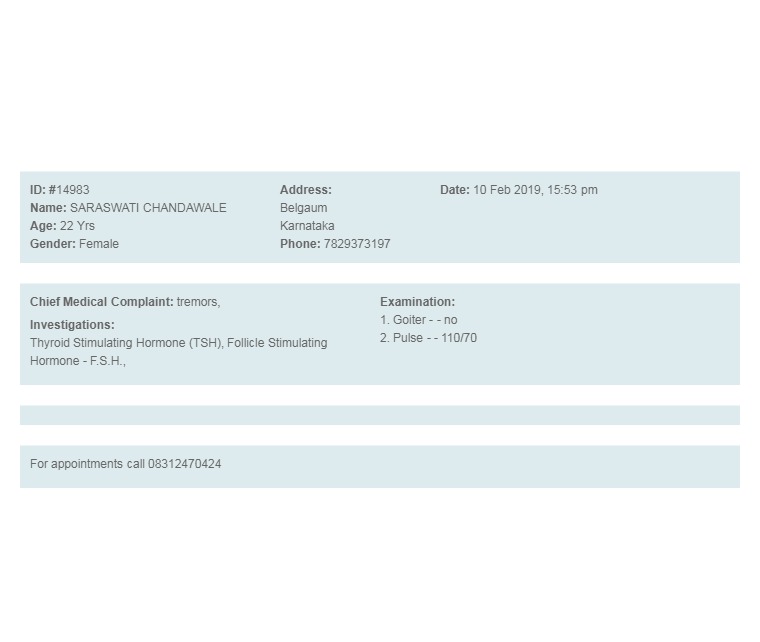 ID: #14983
Name: SARASWATI CHANDAWALE
Age: 22 Yrs
Gender: Female
Address:
Belgaum
Karnataka
Phone: 7829373197
Date: 10 Feb 2019, 15:53 pm
Chief Medical Complaint: tremors,
Investigations:
Thyroid Stimulating Hormone (TSH), Follicle Stimulating
Hormone - F.S.H.,
Examination:
1. Goiter - - no
2. Pulse - - 110/70
For appointments call 08312470424